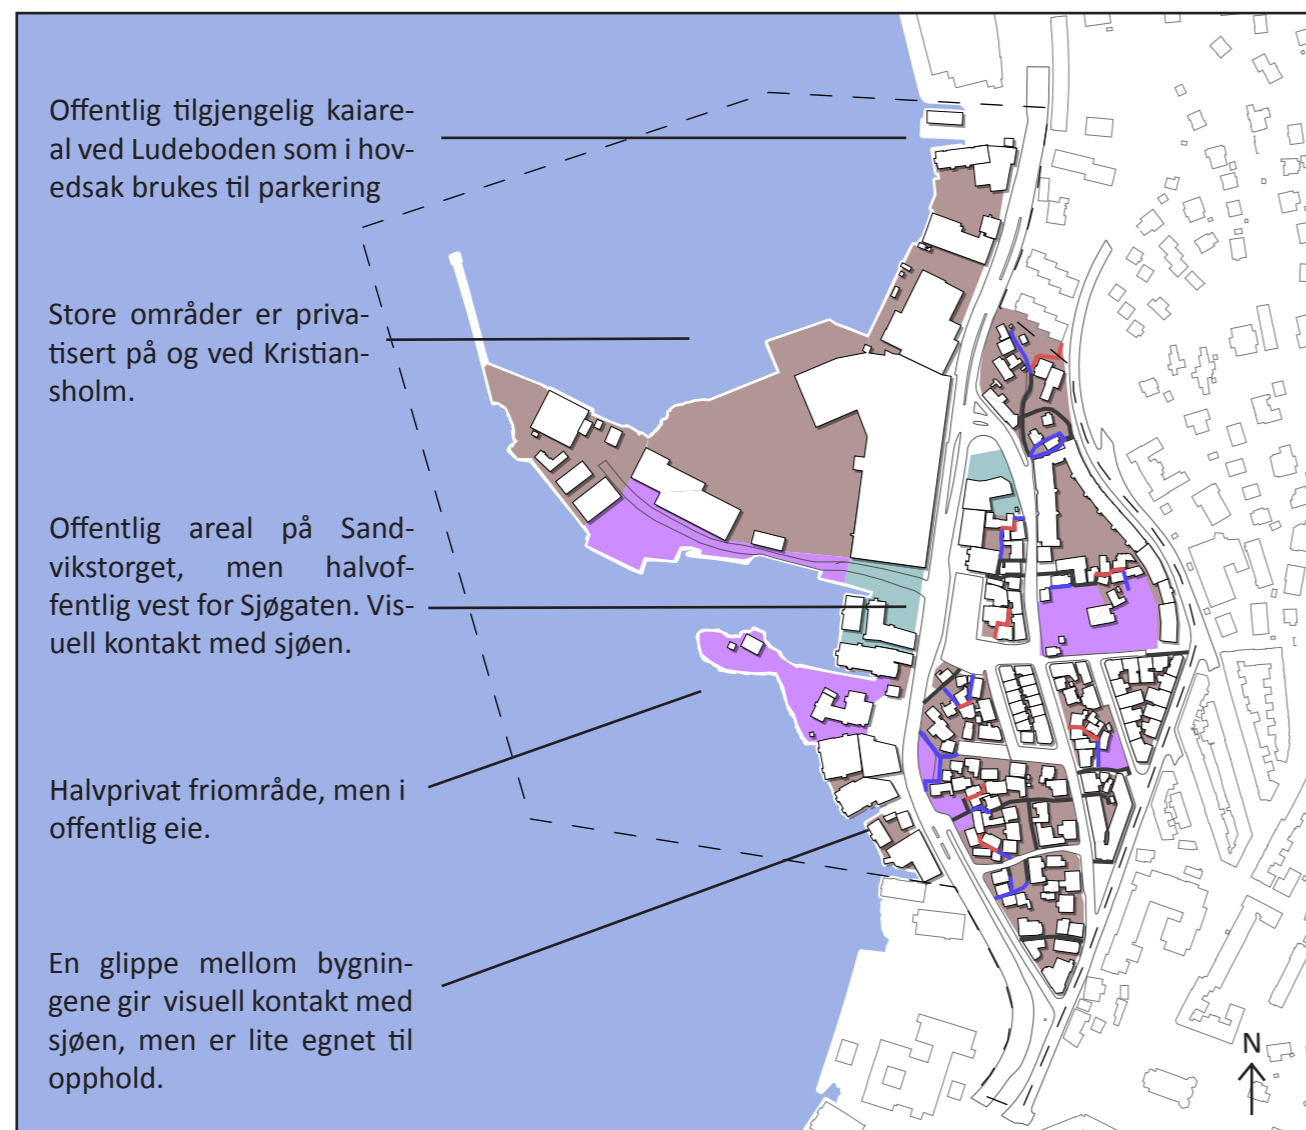 Offentlig tilgjengelig kaiare-
al ved Ludeboden som i hov-
edsak brukes til parkering
Store områder er priva-
tisert på og ved Kristian-
sholm.
Offentlig areal på Sand-
vikstorget, men halvof-
fentlig vest for Sjøgaten. Vis-
uell kontakt med sjøen.
Halvprivat friområde, men i
offentlig eie.
En glippe mellom bygnin-
gene gir visuell kontakt med
sjøen, men er lite egnet til
opphold.
N